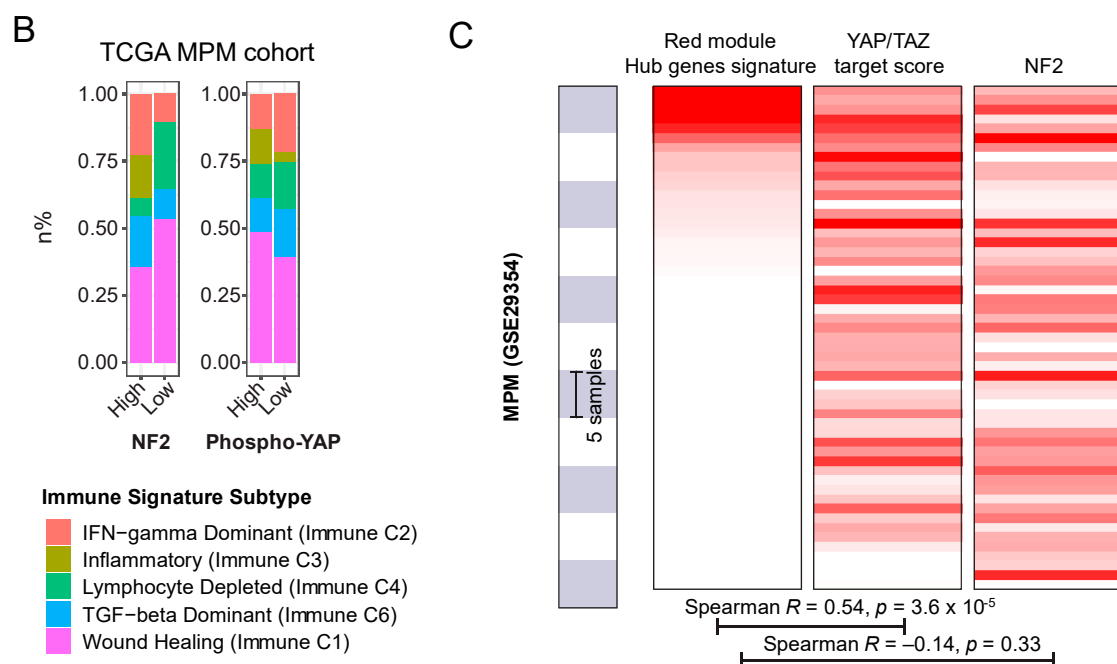 B
TCGA MPM cohort
n%
1.00
0.75
0.50
0.25
0.00
High
Low
NF2
1.00
0.75
0.50
0.25
0.00
High
Low
Phospho-YAP
Immune Signature Subtype
IFN−gamma Dominant (Immune C2)
Inflammatory (Immune C3)
Lymphocyte Depleted (Immune C4)
TGF−beta Dominant (Immune C6)
Wound Healing (Immune C1)
C
Red module
Hub genes signature
YAP/TAZ
target score
NF2
MPM (GSE29354)
5 samples
Spearman R = 0.54, p = 3.6 x 10⁻⁵
Spearman R = –0.14, p = 0.33